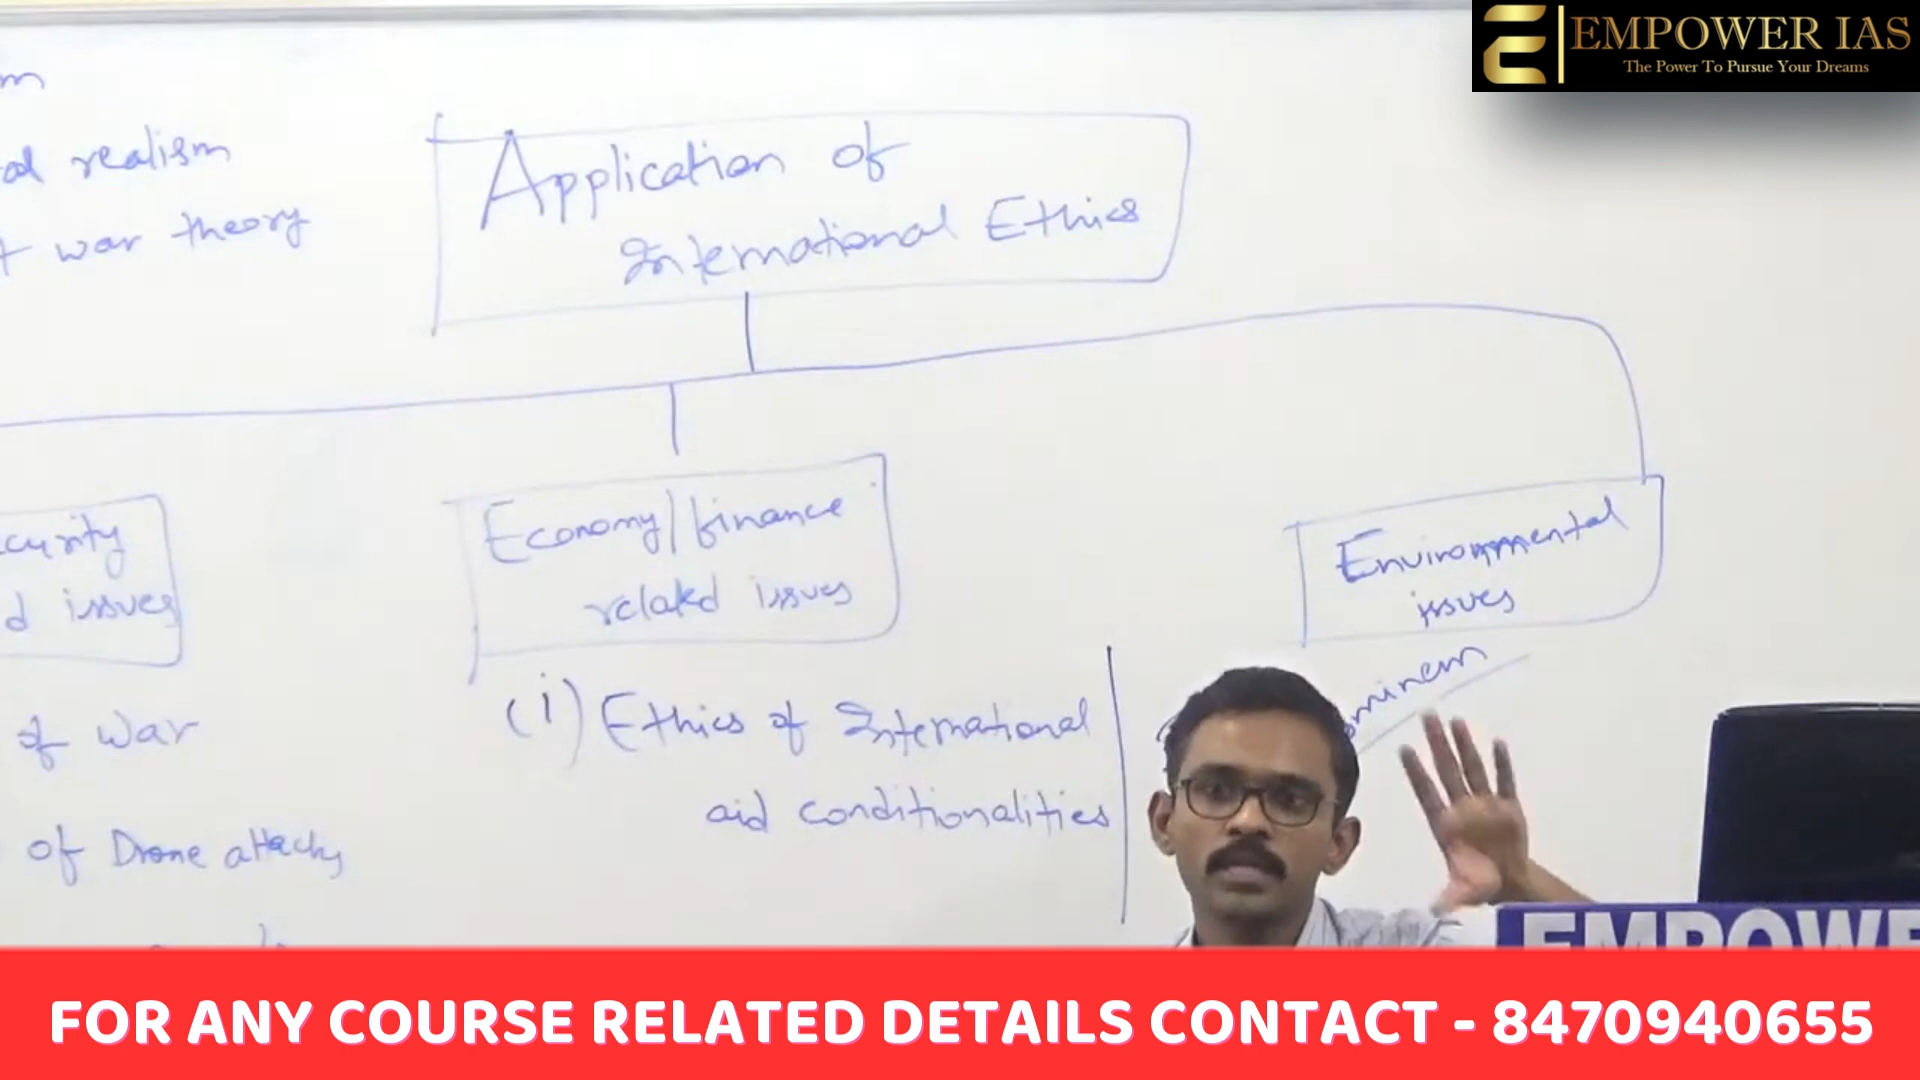 EMPOWER IAS
The Power To Pursue Your Dreams
realism
war theory
Application of
International Ethics
Economy/finance
related issues
Environmental
issues
issues
(i) Ethics of International
aid conditionalities
of war
of Drone attacks
EMPOWE
FOR ANY COURSE RELATED DETAILS CONTACT - 8470940655